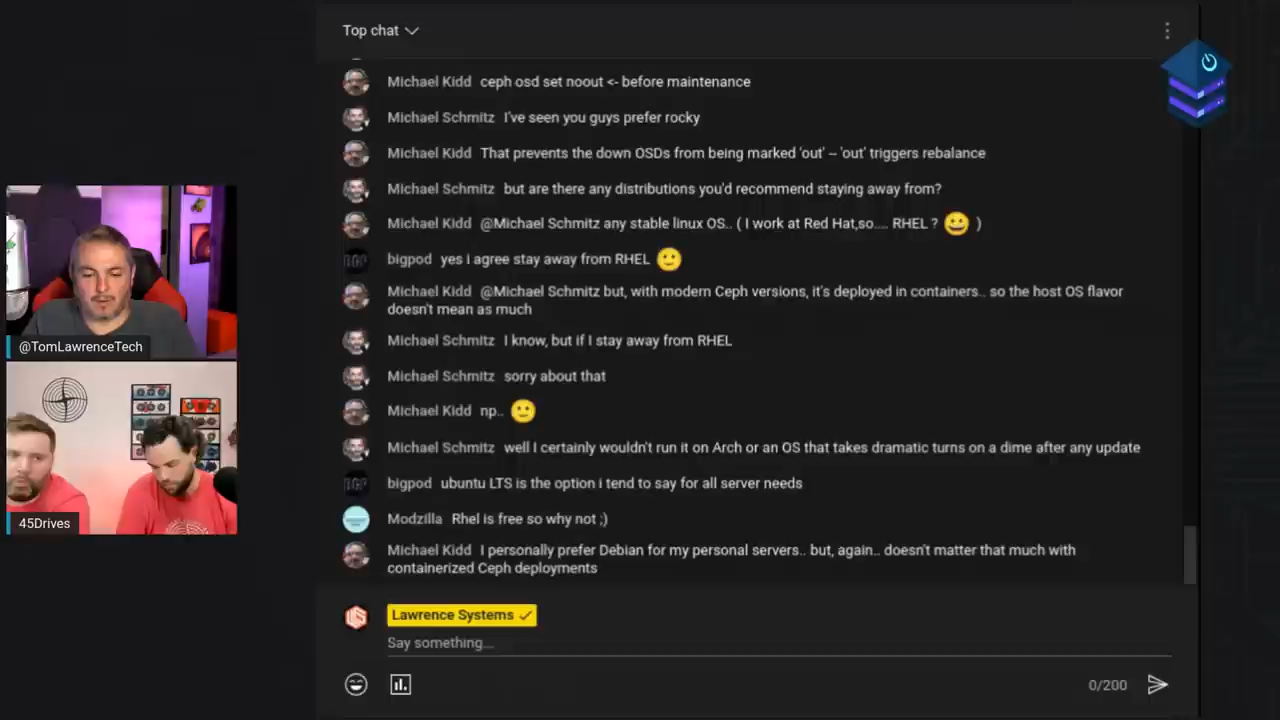 Top chat
Michael Kidd ceph osd set noout <- before maintenance
Michael Schmitz I've seen you guys prefer rocky
Michael Kidd That prevents the down OSDs from being marked 'out' -- 'out' triggers rebalance
Michael Schmitz but are there any distributions you'd recommend staying away from?
Michael Kidd @Michael Schmitz any stable linux OS.. ( I work at Red Hat,so.... RHEL ? 😀 )
bigpod yes i agree stay away from RHEL 🙂
Michael Kidd @Michael Schmitz but, with modern Ceph versions, it's deployed in containers.. so the host OS flavor
doesn't mean as much
Michael Schmitz I know, but if I stay away from RHEL
Michael Schmitz sorry about that
Michael Kidd np.. 🙂
Michael Schmitz well I certainly wouldn't run it on Arch or an OS that takes dramatic turns on a dime after any update
bigpod ubuntu LTS is the option i tend to say for all server needs
Modzilla Rhel is free so why not ;)
Michael Kidd I personally prefer Debian for my personal servers.. but, again.. doesn't matter that much with
containerized Ceph deployments
Lawrence Systems
Say something...
0/200
@TomLawrenceTech
45Drives